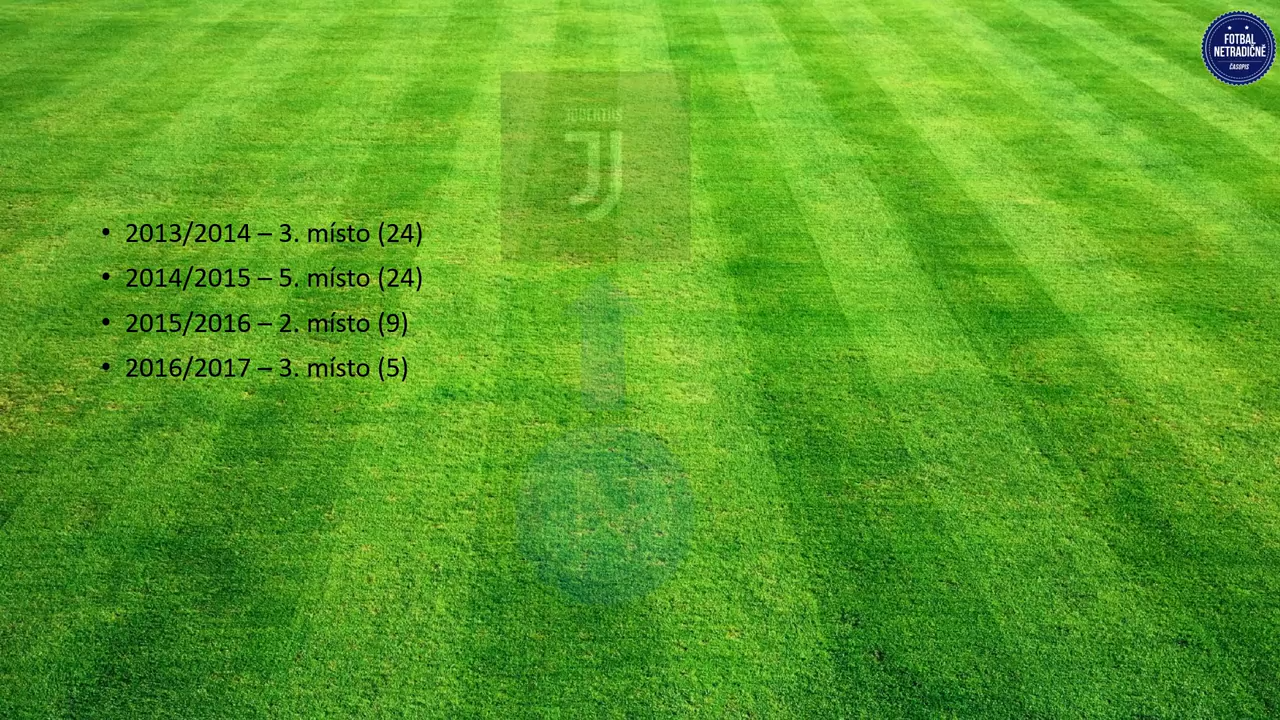 FOTBAL
NETRADIČNĚ
ČASOPIS
JUVENTUS
• 2013/2014 – 3. místo (24)
• 2014/2015 – 5. místo (24)
• 2015/2016 – 2. místo (9)
• 2016/2017 – 3. místo (5)
N